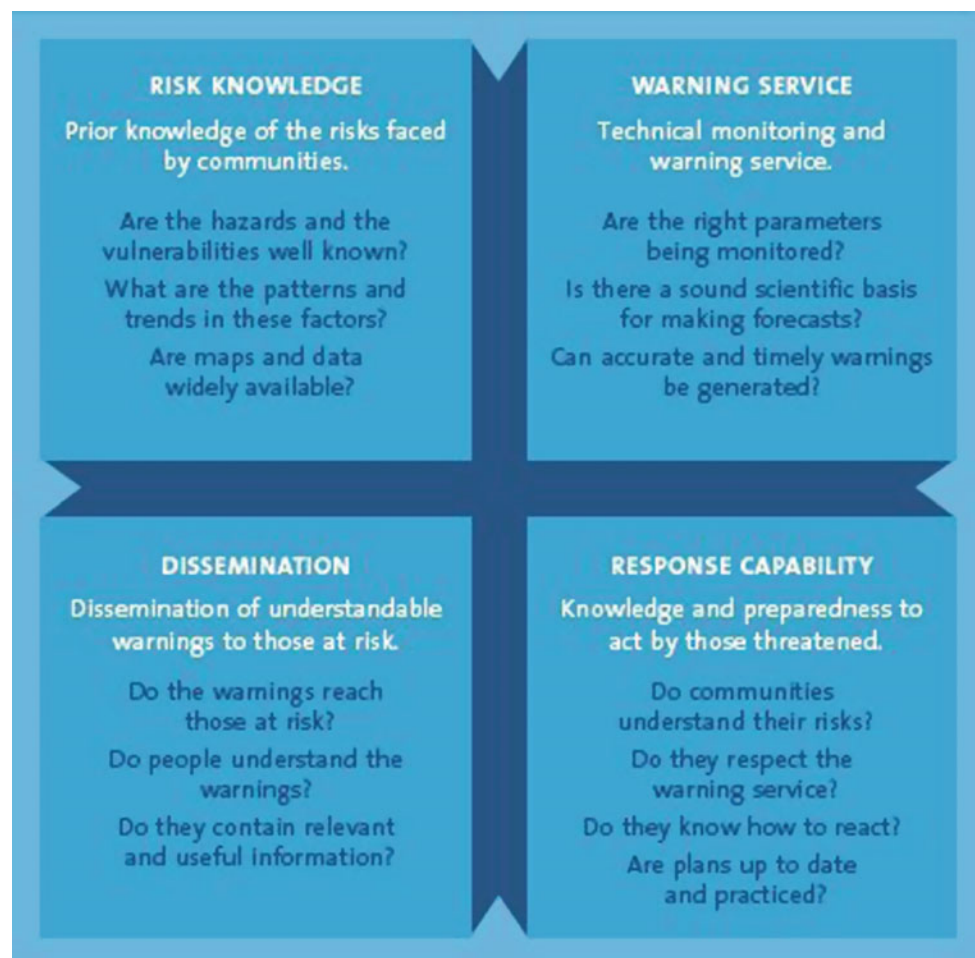 RISK KNOWLEDGE
Prior knowledge of the risks faced
by communities.
Are the hazards and the
vulnerabilities well known?
What are the patterns and
trends in these factors?
Are maps and data
widely available?
WARNING SERVICE
Technical monitoring and
warning service.
Are the right parameters
being monitored?
Is there a sound scientific basis
for making forecasts?
Can accurate and timely warnings
be generated?
DISSEMINATION
Dissemination of understandable
warnings to those at risk.
Do the warnings reach
those at risk?
Do people understand the
warnings?
Do they contain relevant
and useful information?
RESPONSE CAPABILITY
Knowledge and preparedness to
act by those threatened.
Do communities
understand their risks?
Do they respect the
warning service?
Do they know how to react?
Are plans up to date
and practiced?